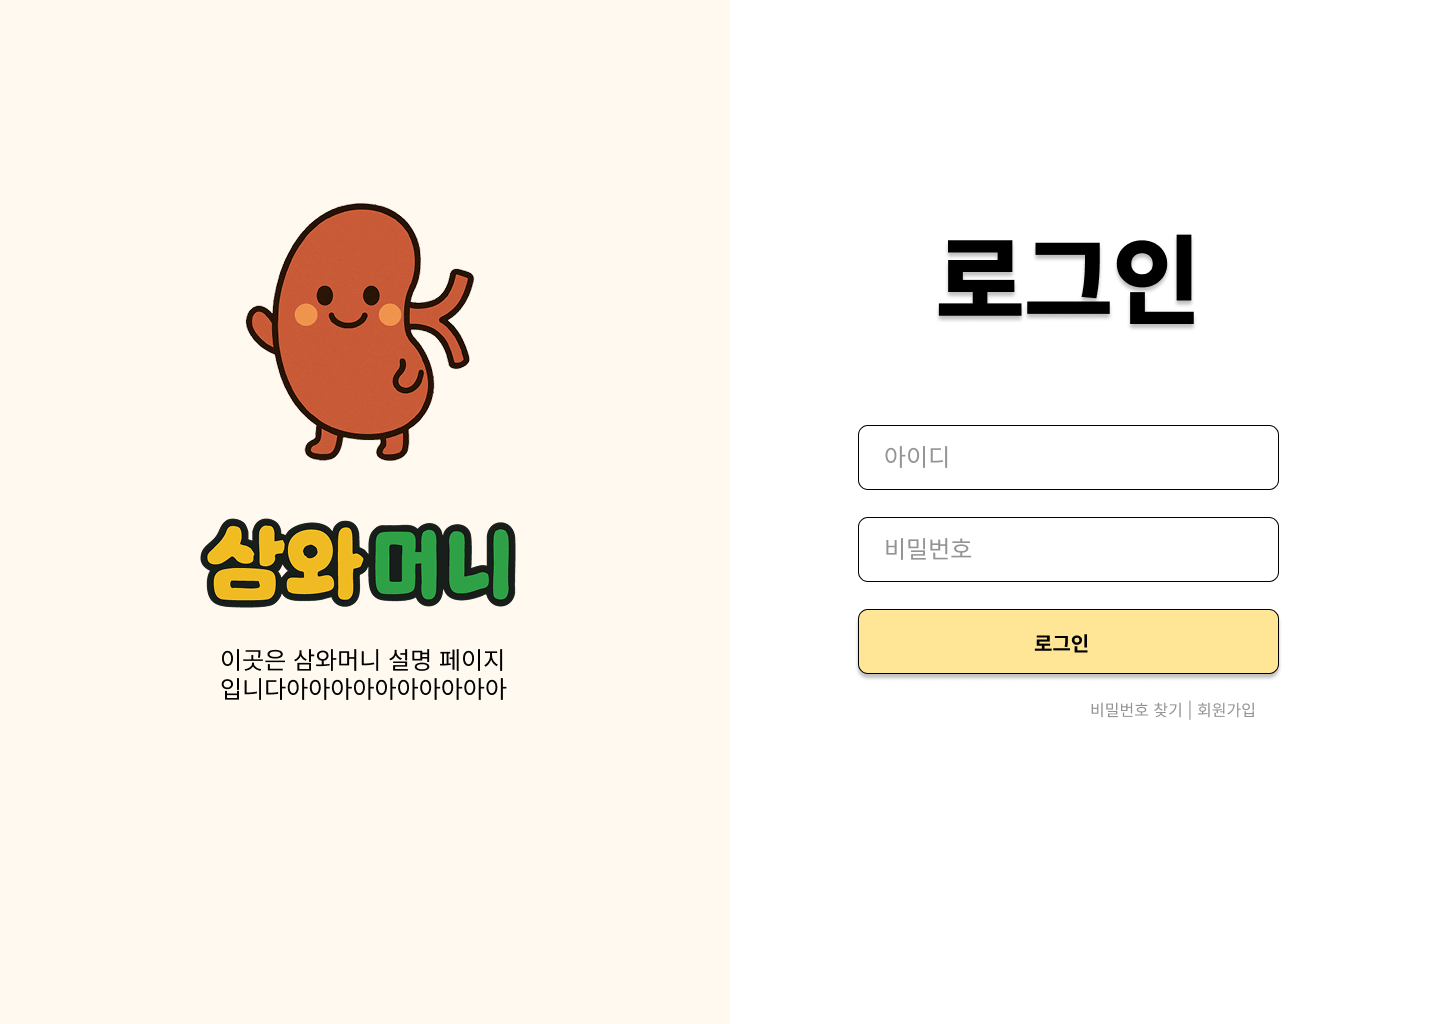 삼와머니
이곳은 삼와머니 설명 페이지
입니다아아아아아아아아아아
로그인
아이디
비밀번호
로그인
비밀번호 찾기 | 회원가입